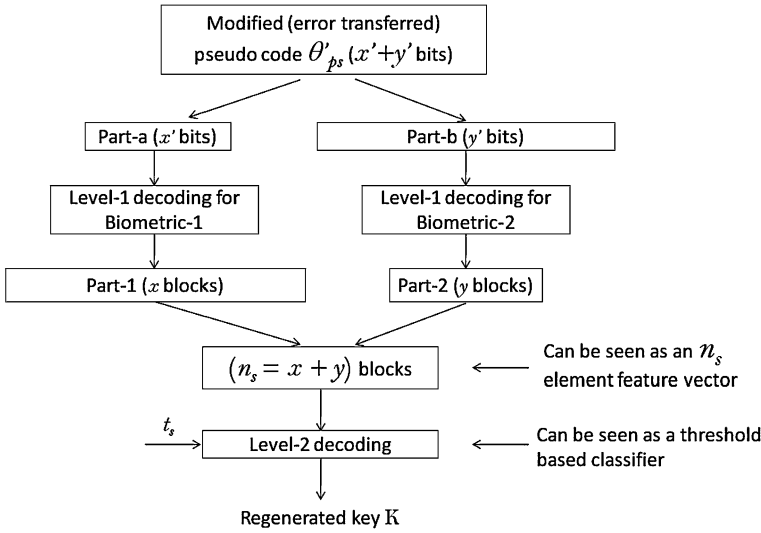 Modified (error transferred)
pseudo code θ'ps (x'+y' bits)
Part-a (x' bits)
Part-b (y' bits)
Level-1 decoding for
Biometric-1
Level-1 decoding for
Biometric-2
Part-1 (x blocks)
Part-2 (y blocks)
(ns = x + y) blocks
Can be seen as an ns
element feature vector
ts
Level-2 decoding
Can be seen as a threshold
based classifier
Regenerated key K